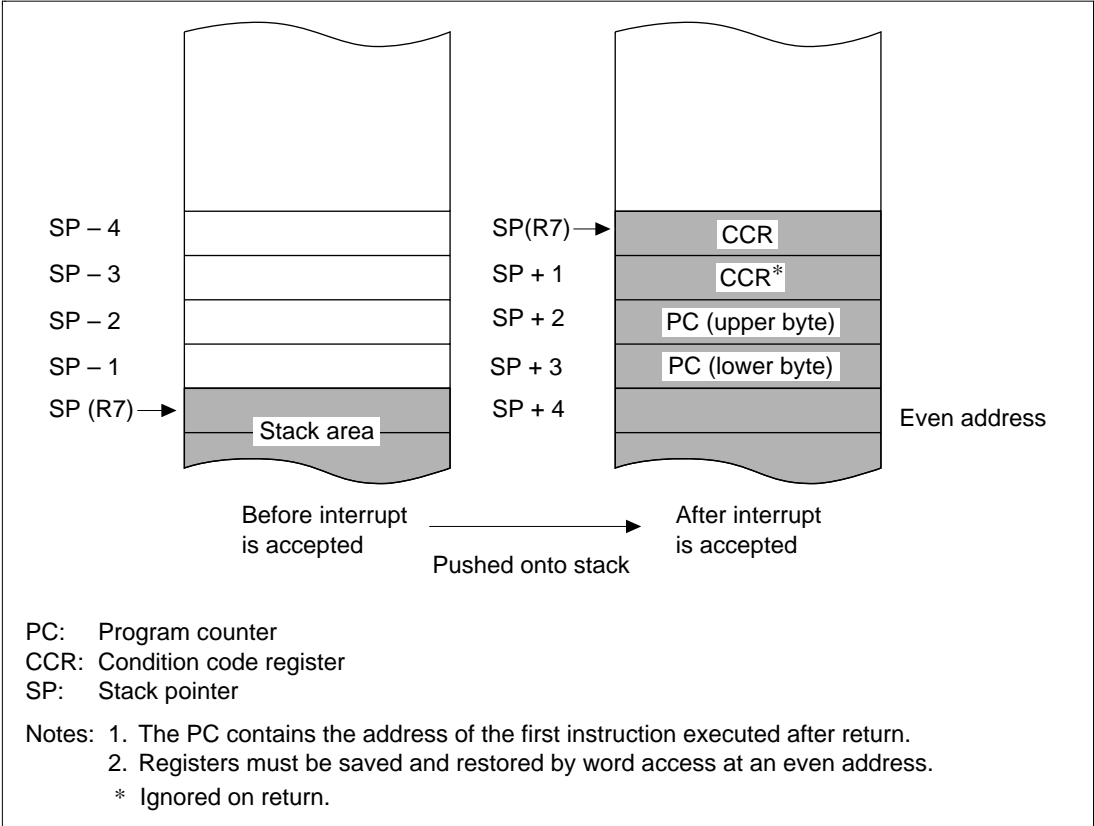 SP – 4
SP – 3
SP – 2
SP – 1
SP (R7)
Stack area
SP(R7)
SP + 1
SP + 2
SP + 3
SP + 4
CCR
CCR*
PC (upper byte)
PC (lower byte)
Even address
Before interrupt
is accepted
Pushed onto stack
After interrupt
is accepted
PC: Program counter
CCR: Condition code register
SP: Stack pointer
Notes: 1. The PC contains the address of the first instruction executed after return.
2. Registers must be saved and restored by word access at an even address.
* Ignored on return.